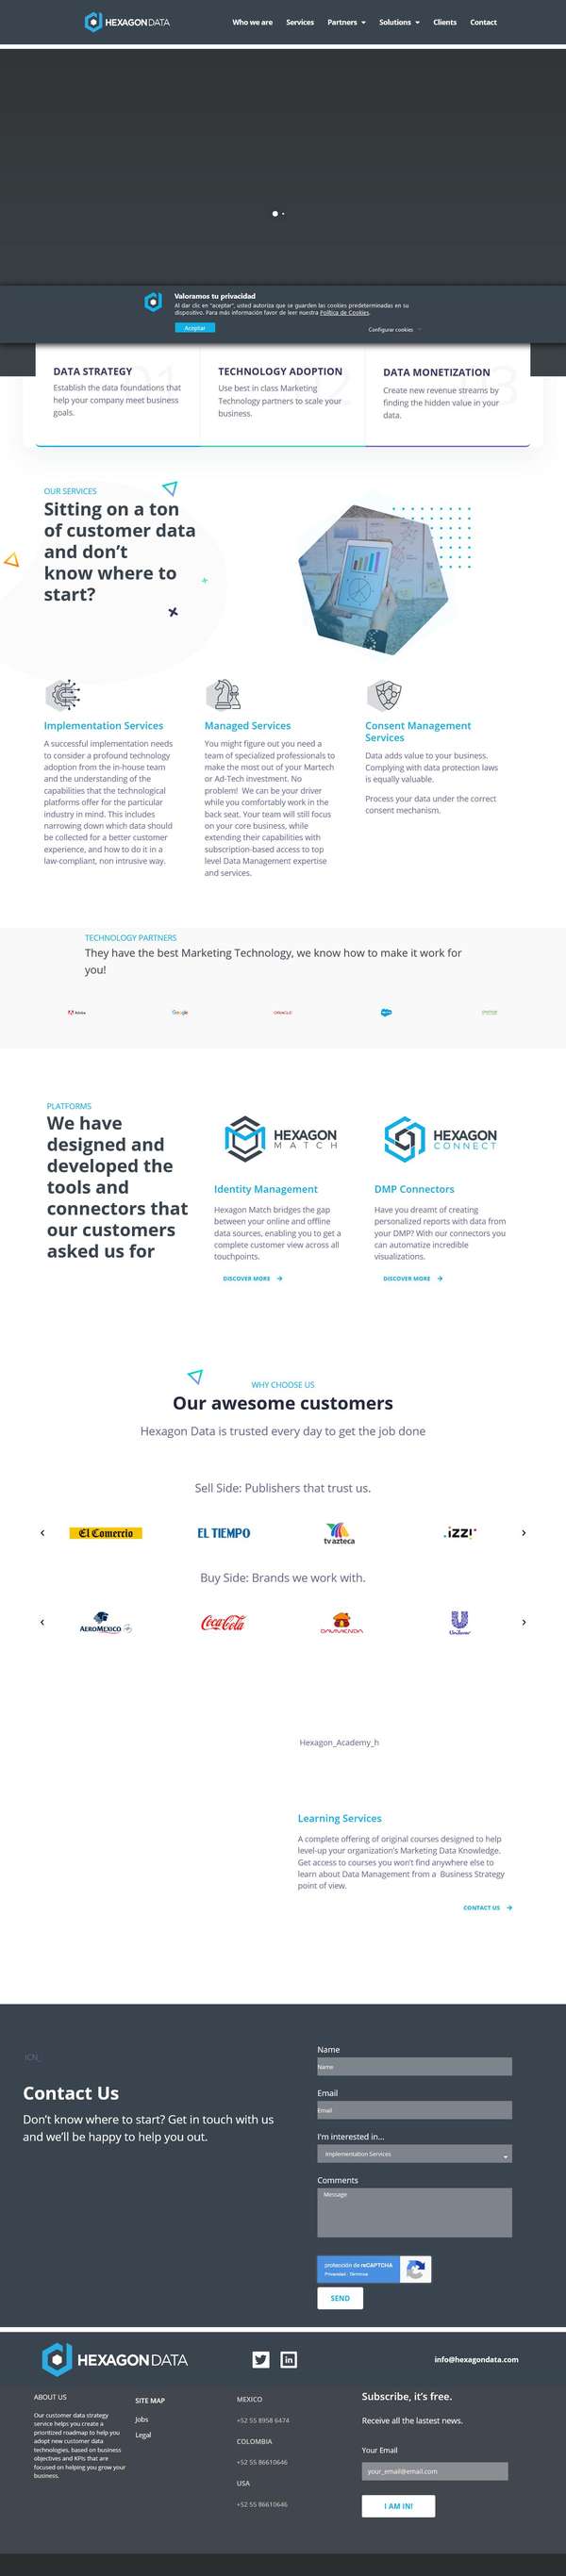 HEXAGON DATA
Who we are Services Partners Solutions Clients Contact
Valoramos tu privacidad
Al dar clic en "aceptar", usted autoriza que se guarden las cookies predeterminadas en su
dispositivo. Para más información favor de leer nuestra Política de Cookies.
Aceptar
Configurar cookies
DATA STRATEGY
Establish the data foundations that
help your company meet business
goals.
TECHNOLOGY ADOPTION
Use best in class Marketing
Technology partners to scale your
business.
DATA MONETIZATION
Create new revenue streams by
finding the hidden value in your
data.
OUR SERVICES
Sitting on a ton
of customer data
and don't
know where to
start?
Implementation Services
A successful implementation needs
to consider a profound technology
adoption from the in-house team
and the understanding of the
capabilities that the technological
platforms offer for the particular
industry in mind. This includes
narrowing down which data should
be collected for a better customer
experience, and how to do it in a
law-compliant, non intrusive way.
Managed Services
You might figure out you need a
team of specialized professionals to
make the most out of your Martech
or Ad-Tech investment. No
problem! We can be your driver
while you comfortably work in the
back seat. Your team will still focus
on your core business, while
extending their capabilities with
subscription-based access to top
level Data Management expertise
and services.
Consent Management
Services
Data adds value to your business.
Complying with data protection laws
is equally valuable.
Process your data under the correct
consent mechanism.
TECHNOLOGY PARTNERS
They have the best Marketing Technology, we know how to make it work for
you!
Adobe
Google
ORACLE
PLATFORMS
We have
designed and
developed the
tools and
connectors that
our customers
asked us for
HEXAGON
MATCH
Identity Management
Hexagon Match bridges the gap
between your online and offline
data sources, enabling you to get a
complete customer view across all
touchpoints.
DISCOVER MORE
HEXAGON
CONNECT
DMP Connectors
Have you dreamt of creating
personalized reports with data from
your DMP? With our connectors you
can automatize incredible
visualizations.
DISCOVER MORE
WHY CHOOSE US
Our awesome customers
Hexagon Data is trusted every day to get the job done
Sell Side: Publishers that trust us.
El Comercio
EL TIEMPO
tv azteca
izzi
Buy Side: Brands we work with.
AEROMEXICO
Coca-Cola
DAVIVIENDA
Unilever
Hexagon_Academy_h
Learning Services
A complete offering of original courses designed to help
level-up your organization's Marketing Data Knowledge.
Get access to courses you won't find anywhere else to
learn about Data Management from a Business Strategy
point of view.
CONTACT US
ICN_
Contact Us
Don't know where to start? Get in touch with us
and we'll be happy to help you out.
Name
Name
Email
Email
I'm interested in...
Implementation Services
Comments
Message
protección de reCAPTCHA
Privacidad - Términos
SEND
HEXAGON DATA
info@hexagondata.com
ABOUT US
Our customer data strategy
service helps you create a
prioritized roadmap to help you
adopt new customer data
technologies, based on business
objectives and KPIs that are
focused on helping you grow your
business.
SITE MAP
Jobs
Legal
MEXICO
+52 55 8958 6474
COLOMBIA
+52 55 86610646
USA
+52 55 86610646
Subscribe, it's free.
Receive all the lastest news.
Your Email
your_email@email.com
I AM IN!